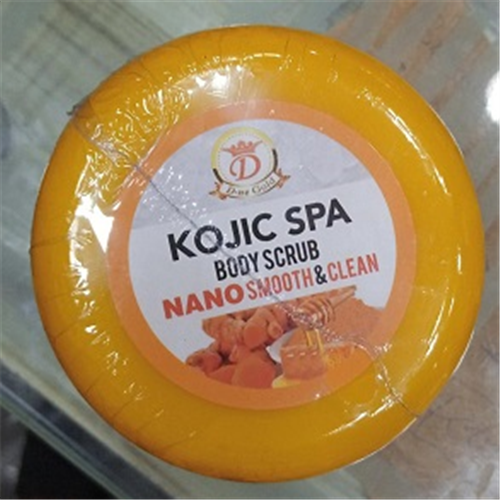 D
KOJIC SPA
BODY SCRUB
NANO SMOOTH & CLEAN